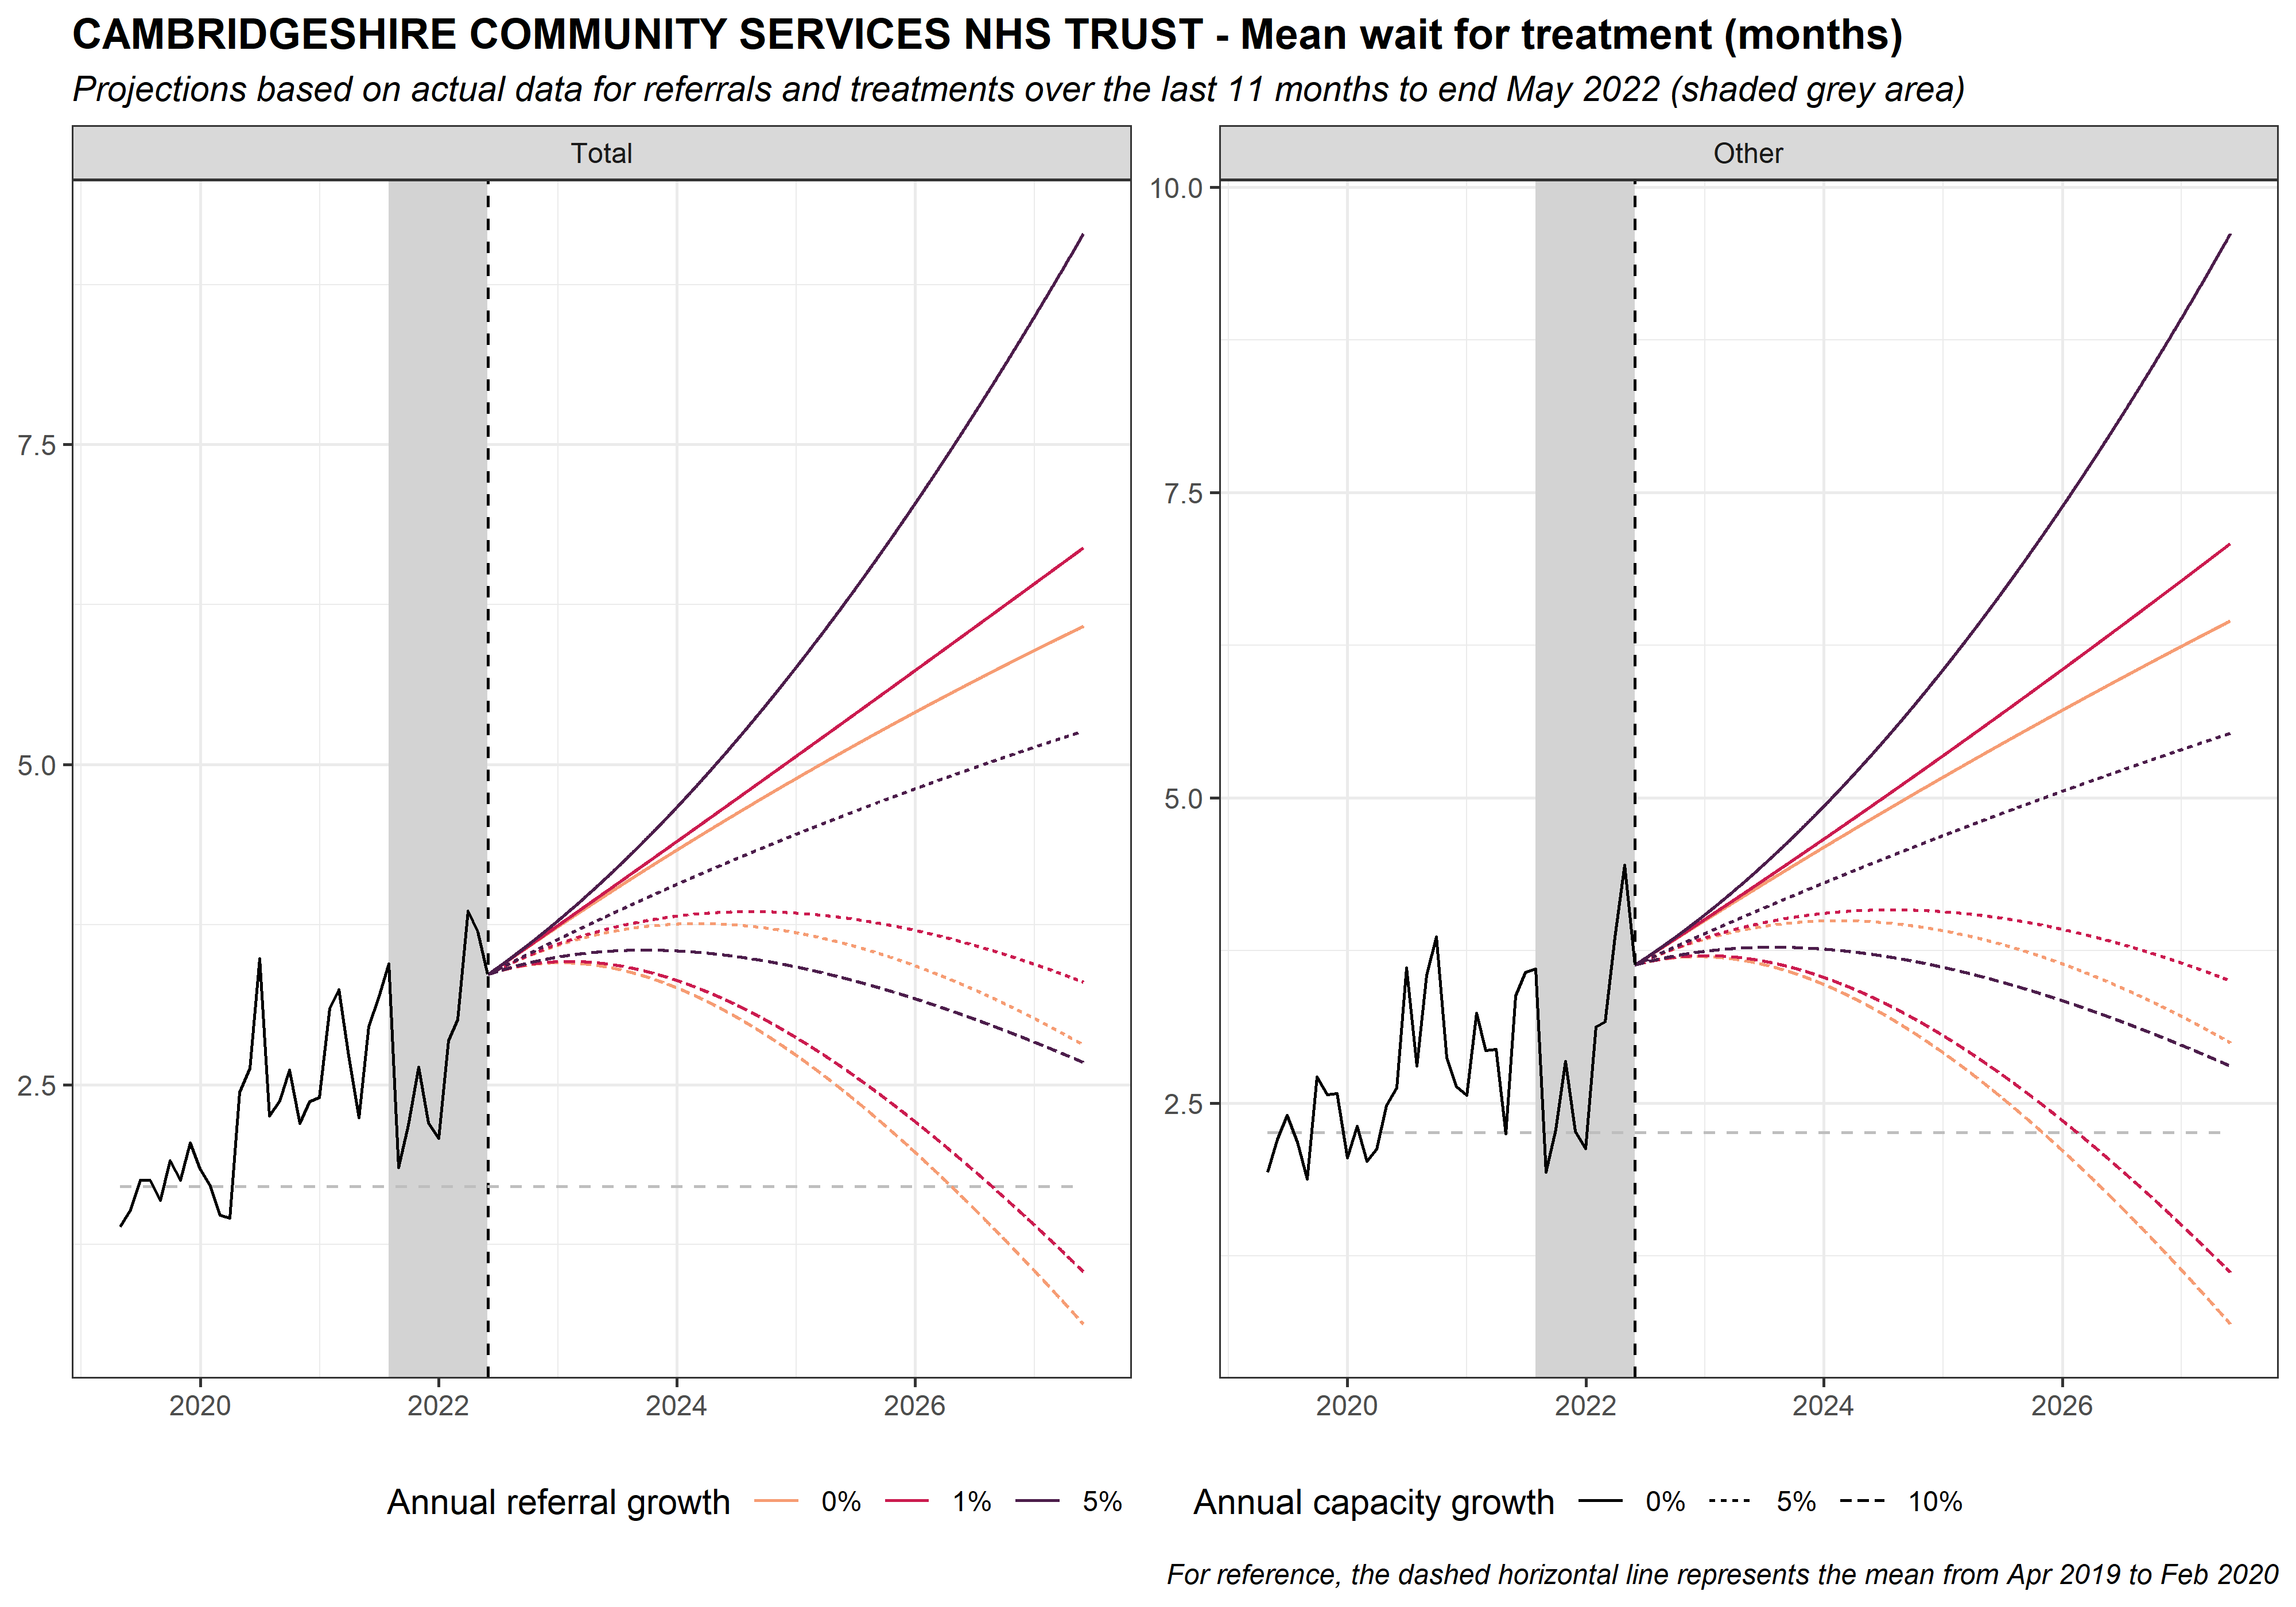 CAMBRIDGESHIRE COMMUNITY SERVICES NHS TRUST - Mean wait for treatment (months)
Projections based on actual data for referrals and treatments over the last 11 months to end May 2022 (shaded grey area)
Total
Other
7.5
5.0
2.5
10.0
7.5
5.0
2.5
2020 2022 2024 2026
2020 2022 2024 2026
Annual referral growth 0% 1% 5%
Annual capacity growth 0% 5% 10%
For reference, the dashed horizontal line represents the mean from Apr 2019 to Feb 2020